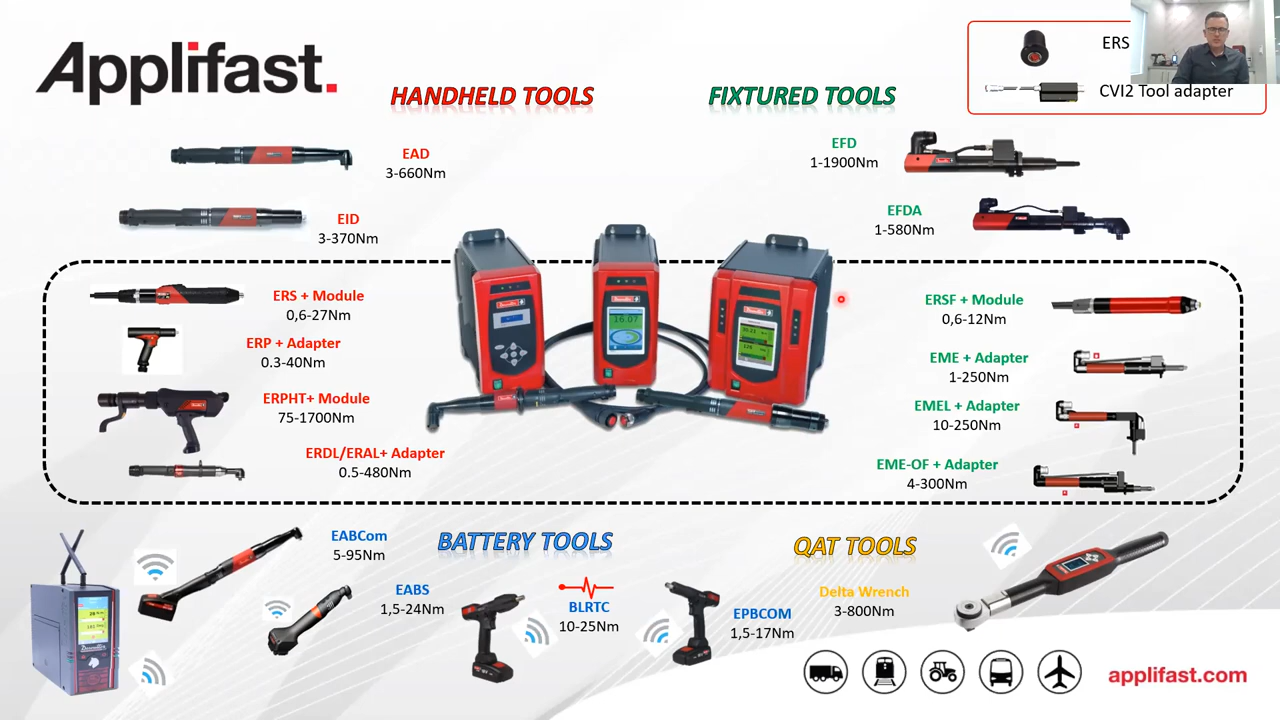 Applifast.
HANDHELD TOOLS
FIXTURED TOOLS
ERS
CVI2 Tool adapter
EAD
3-660Nm
EID
3-370Nm
EFD
1-1900Nm
EFDA
1-580Nm
ERS + Module
0,6-27Nm
ERP + Adapter
0.3-40Nm
ERPHT+ Module
75-1700Nm
ERDL/ERAL+ Adapter
0.5-480Nm
16.07
ERSF + Module
0,6-12Nm
EME + Adapter
1-250Nm
EMEL + Adapter
10-250Nm
EME-OF + Adapter
4-300Nm
BATTERY TOOLS
QAT TOOLS
EABCom
5-95Nm
EABS
1,5-24Nm
BLRTC
10-25Nm
EPBCOM
1,5-17Nm
Delta Wrench
3-800Nm
applifast.com